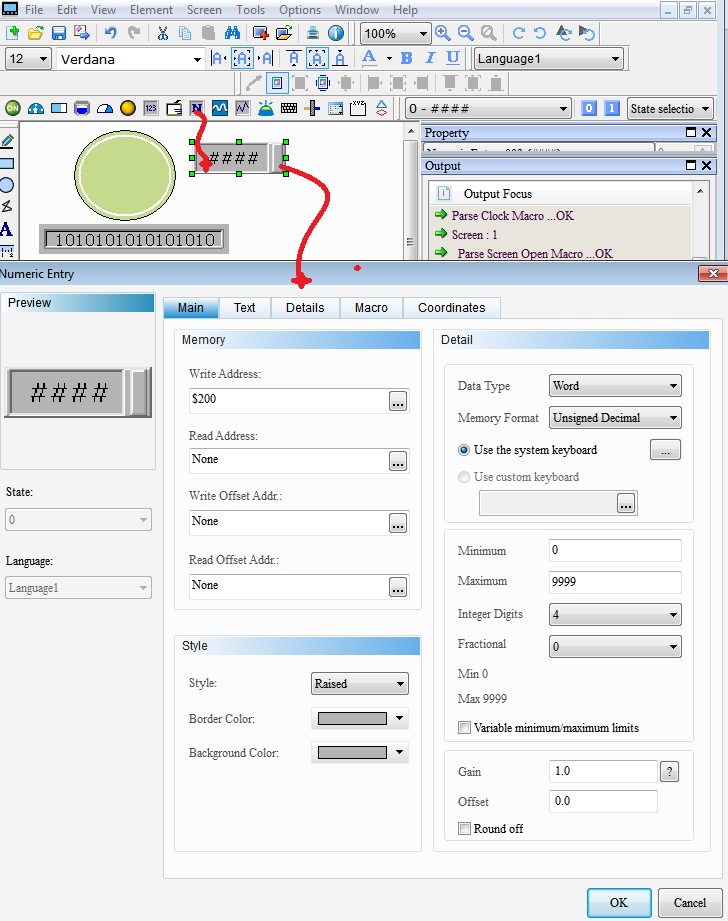 File Edit View Element Screen Tools Options Window Help
100%
12 Verdana A B I U Language1
ON 123 N XYZ 0 - #### 0 1 State selectio
A
####
1010101010101010
Property
Output
Output Focus
Parse Clock Macro ...OK
Screen : 1
Parse Screen Open Macro ...OK
Numeric Entry
Preview
####
State:
0
Language:
Language1
Main Text Details Macro Coordinates
Memory
Write Address:
$200
...
Read Address:
None
...
Write Offset Addr.:
None
...
Read Offset Addr.:
None
...
Style
Style:
Raised
Border Color:
Background Color:
Detail
Data Type Word
Memory Format Unsigned Decimal
Use the system keyboard ...
Use custom keyboard
...
Minimum 0
Maximum 9999
Integer Digits 4
Fractional 0
Min 0
Max 9999
Variable minimum/maximum limits
Gain 1.0 ?
Offset 0.0
Round off
OK Cancel